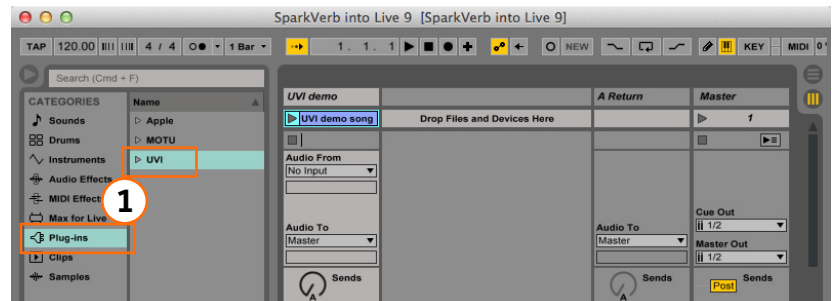 SparkVerb into Live 9 [SparkVerb into Live 9]
TAP 120.00 4 / 4 1 Bar 1. 1. 1 NEW KEY MIDI
Search (Cmd + F)
CATEGORIES
Sounds
Drums
Instruments
Audio Effects
MIDI Effect
Max for Live
Plug-ins
Clips
Samples
1
Name
Apple
MOTU
UVI
UVI demo
UVI demo song
Audio From
No Input
Audio To
Master
Sends
A
Drop Files and Devices Here
A Return
Audio To
Master
Sends
A
Master
1
Cue Out
ii 1/2
Master Out
ii 1/2
Sends
Post